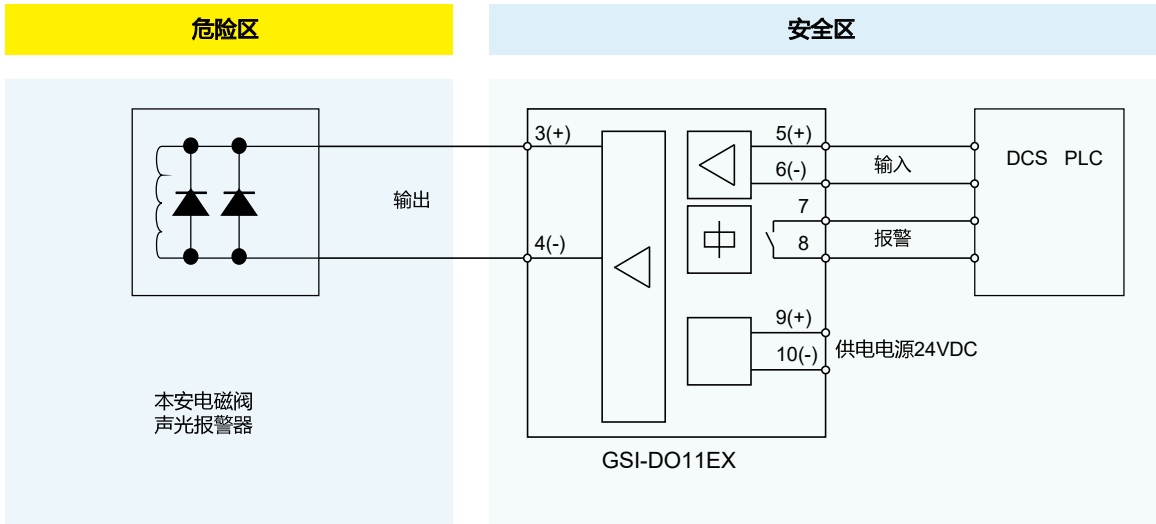 危险区
安全区
3(+)
4(-)
输出
5(+)
6(-)
输入
7
8
报警
DCS PLC
9(+)
10(-)
供电电源24VDC
本安电磁阀
声光报警器
GSI-DO11EX